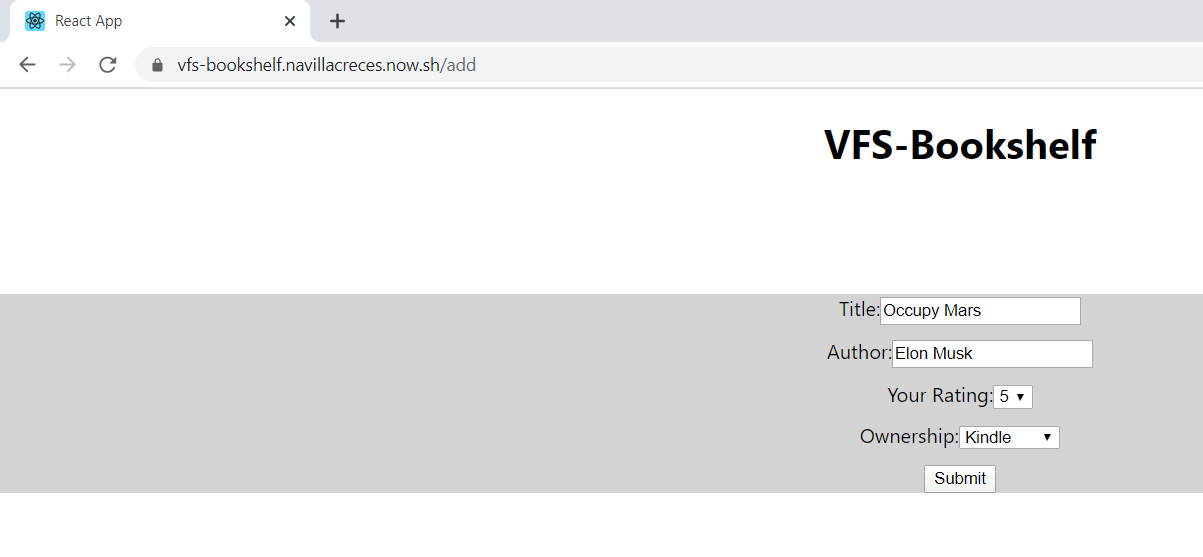 React App
vfs-bookshelf.navillacreces.now.sh/add
VFS-Bookshelf
Title: Occupy Mars
Author: Elon Musk
Your Rating: 5
Ownership: Kindle
Submit